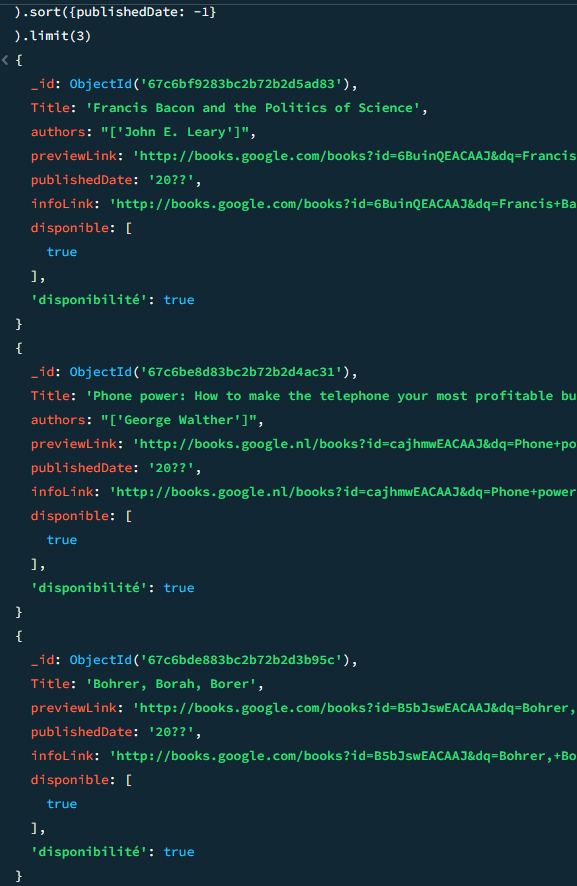 ).sort({publishedDate: -1}
).limit(3)
< {
_id: ObjectId('67c6bf9283bc2b72b2d5ad83'),
Title: 'Francis Bacon and the Politics of Science',
authors: "['John E. Leary']",
previewLink: 'http://books.google.com/books?id=6BuinQEACAAJ&dq=Francis
publishedDate: '20??',
infoLink: 'http://books.google.com/books?id=6BuinQEACAAJ&dq=Francis+Ba
disponible: [
true
],
'disponibilité': true
}
{
_id: ObjectId('67c6be8d83bc2b72b2d4ac31'),
Title: 'Phone power: How to make the telephone your most profitable bu
authors: "['George Walther']",
previewLink: 'http://books.google.nl/books?id=cajhmwEACAAJ&dq=Phone+po
publishedDate: '20??',
infoLink: 'http://books.google.nl/books?id=cajhmwEACAAJ&dq=Phone+power
disponible: [
true
],
'disponibilité': true
}
{
_id: ObjectId('67c6bde883bc2b72b2d3b95c'),
Title: 'Bohrer, Borah, Borer',
previewLink: 'http://books.google.com/books?id=B5bJswEACAAJ&dq=Bohrer,
publishedDate: '20??',
infoLink: 'http://books.google.com/books?id=B5bJswEACAAJ&dq=Bohrer,+Bo
disponible: [
true
],
'disponibilité': true
}